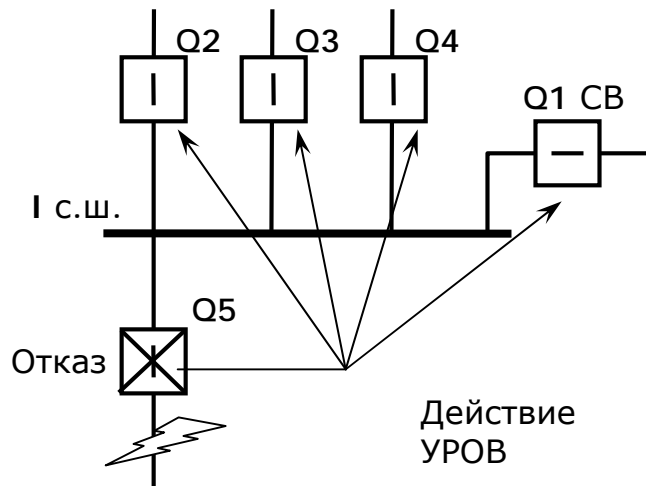 Q2
Q3
Q4
Q1 СВ
I с.ш.
Q5
Отказ
Действие
УРОВ